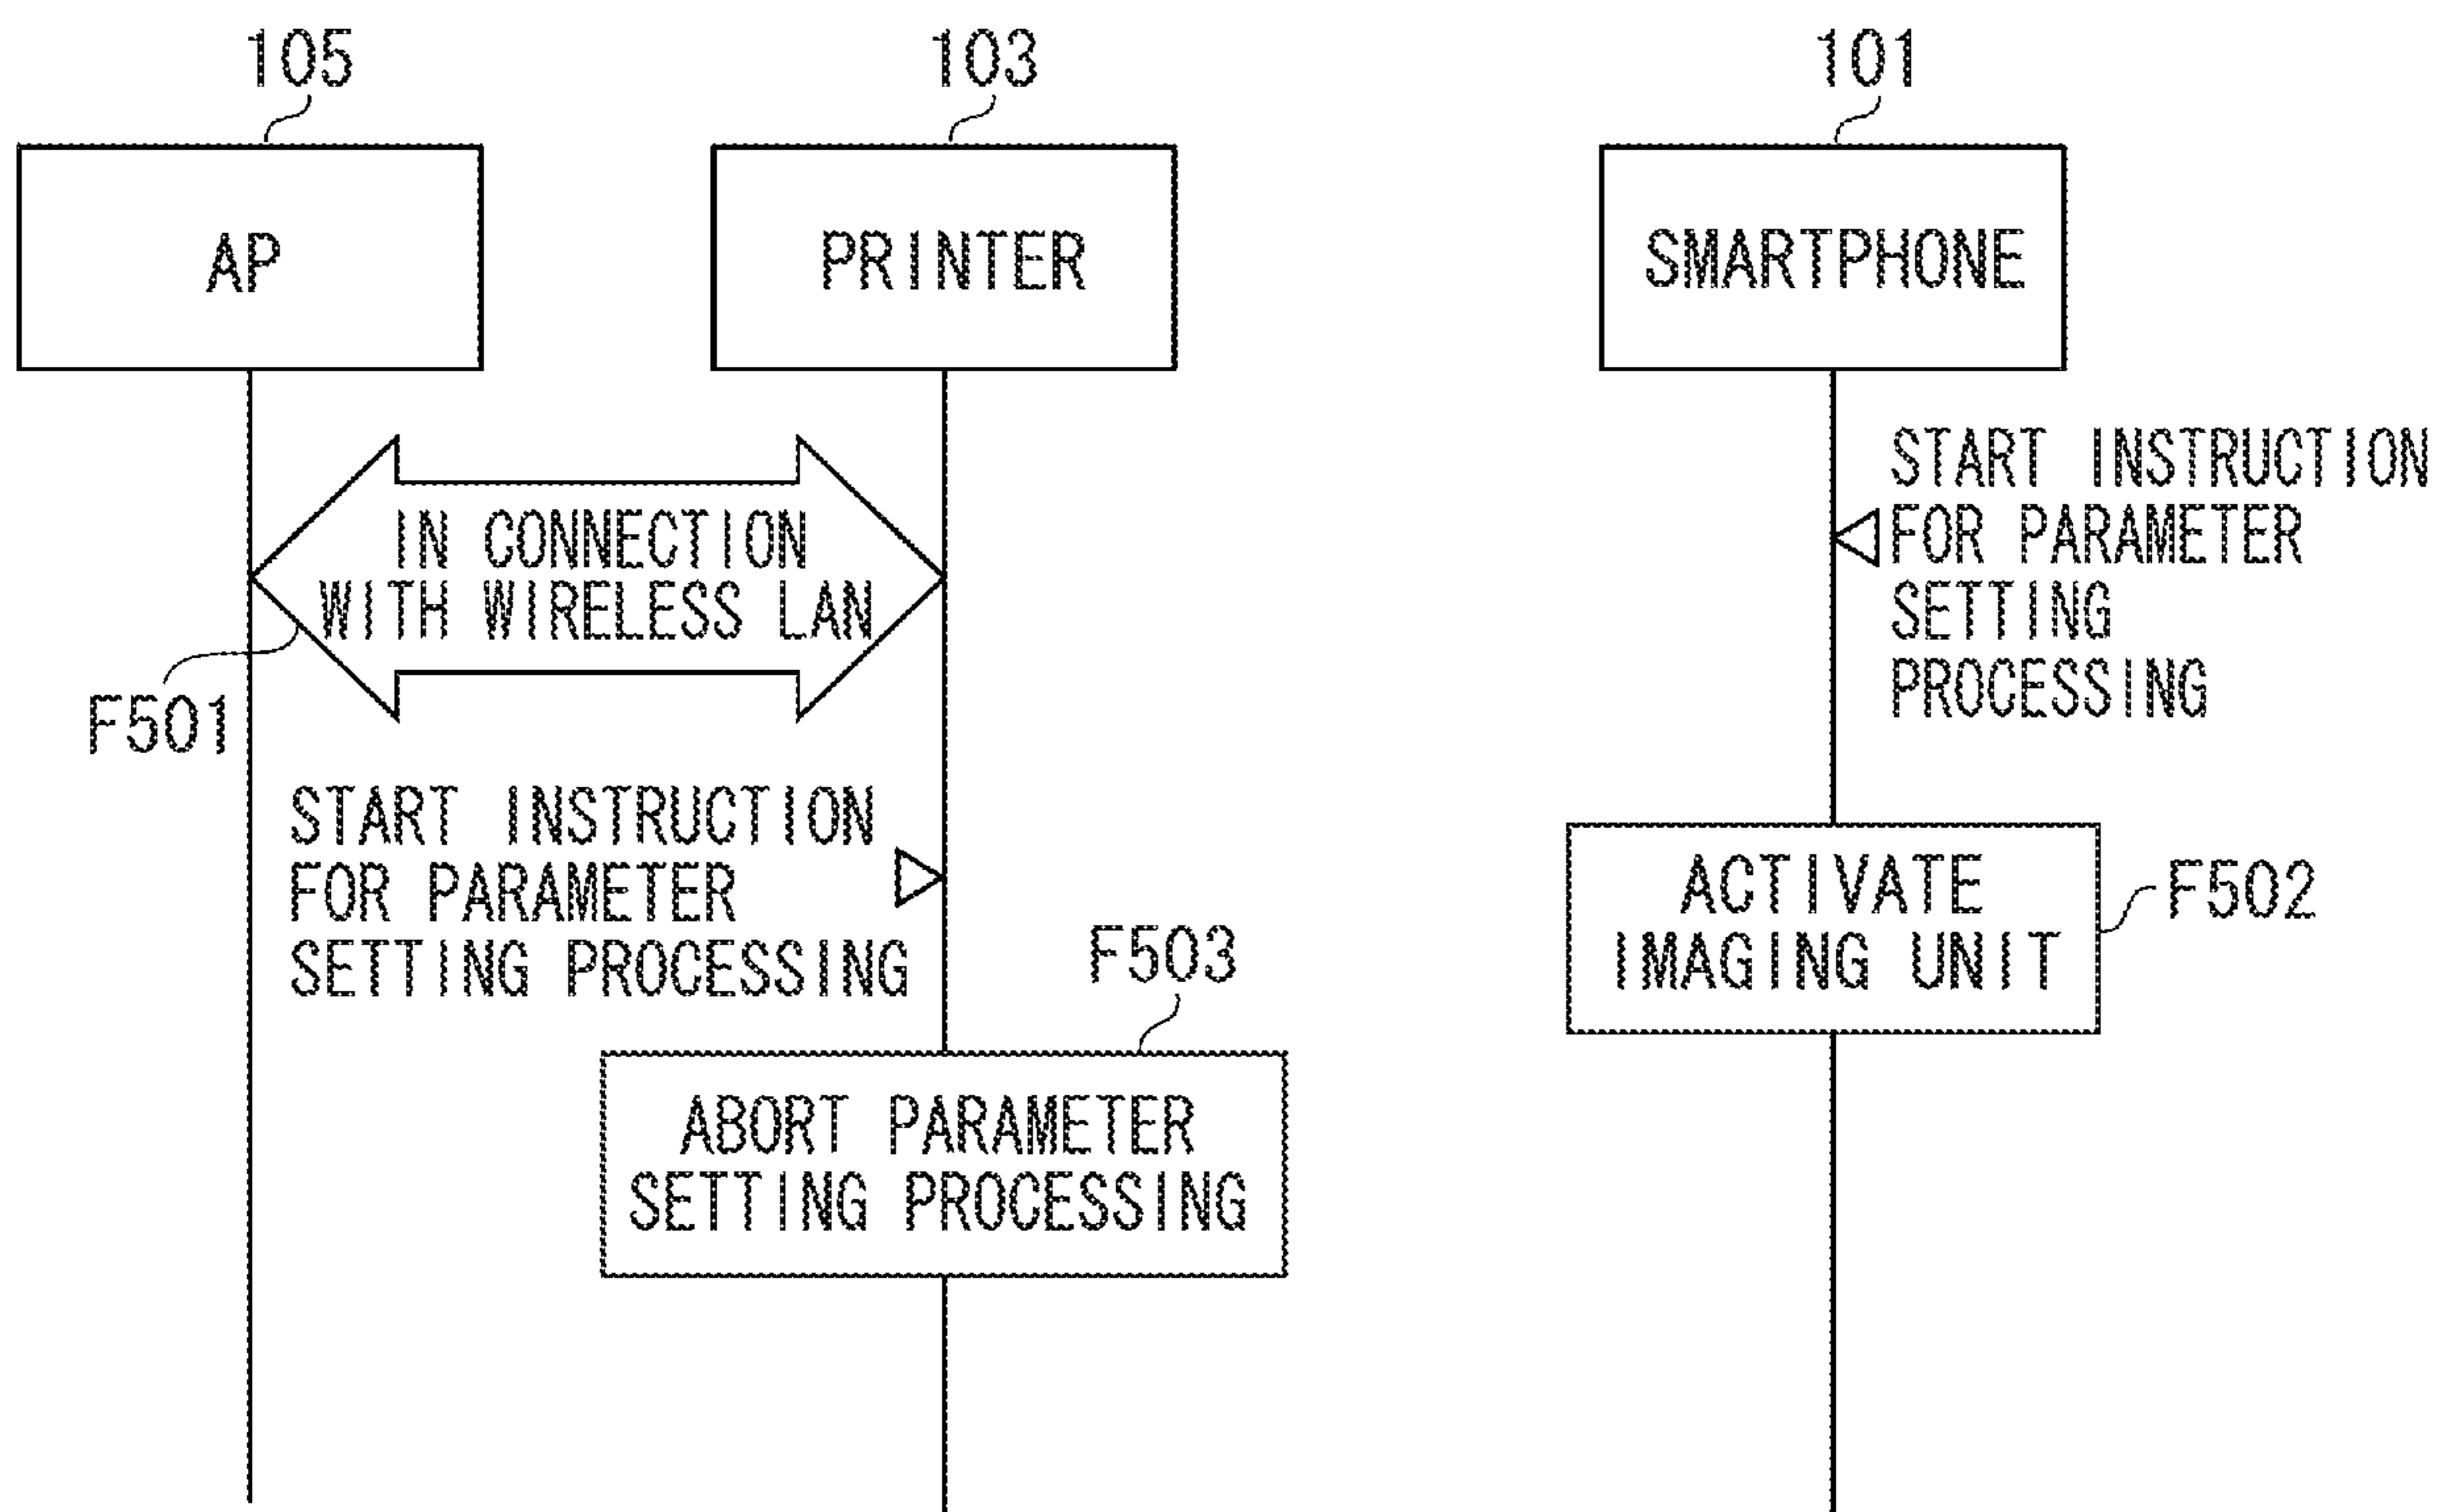 105
103
101
AP
PRINTER
SMARTPHONE
IN CONNECTION
WITH WIRELESS LAN
F501
START INSTRUCTION
FOR PARAMETER
SETTING
PROCESSING
START INSTRUCTION
FOR PARAMETER
SETTING PROCESSING
ACTIVATE
IMAGING UNIT
F502
F503
ABORT PARAMETER
SETTING PROCESSING